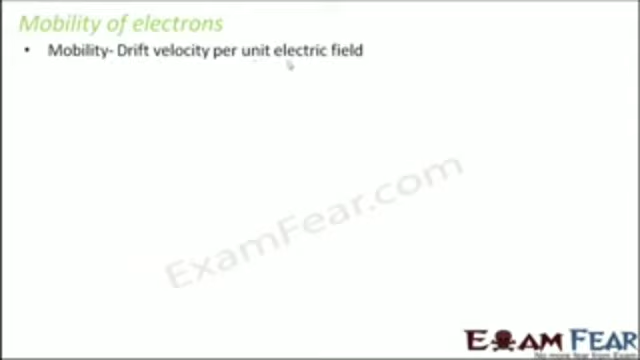 Mobility of electrons
• Mobility- Drift velocity per unit electric field
ExamFear.com
EXAM FEAR
No more fear from Exam